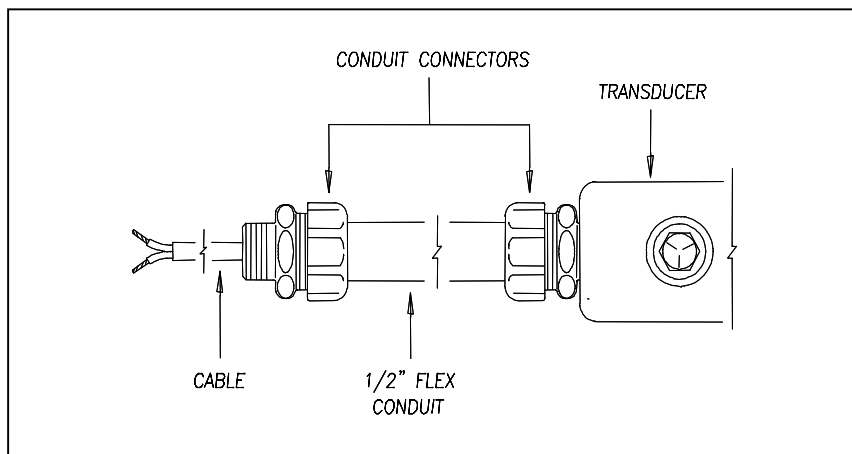 CONDUIT CONNECTORS
TRANSDUCER
CABLE
1/2" FLEX
CONDUIT